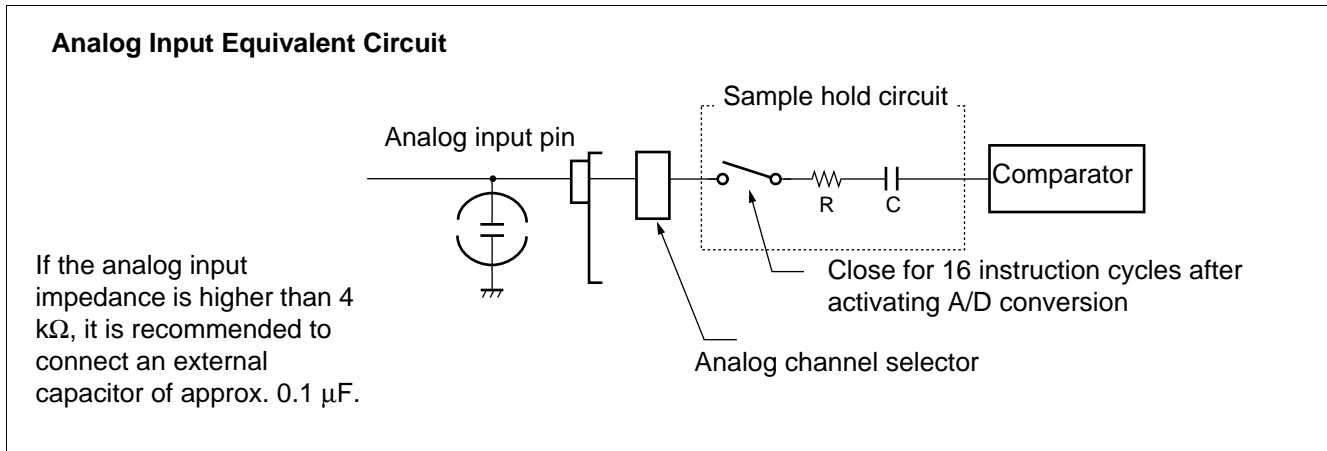 Analog Input Equivalent Circuit
Sample hold circuit
Analog input pin
Comparator
R
C
If the analog input
impedance is higher than 4
kΩ, it is recommended to
connect an external
capacitor of approx. 0.1 μF.
Close for 16 instruction cycles after
activating A/D conversion
Analog channel selector